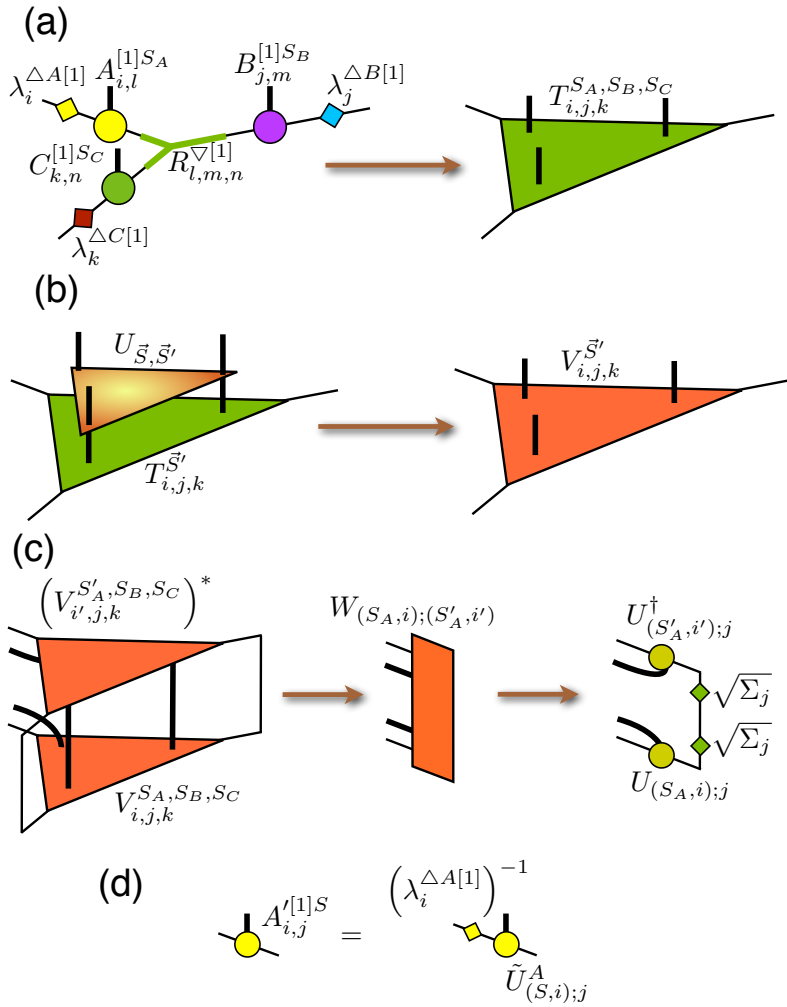 (a)
λ_i^{△A[1]} A_{i,l}^{[1]S_A} B_{j,m}^{[1]S_B} λ_j^{△B[1]} T_{i,j,k}^{S_A,S_B,S_C}
C_{k,n}^{[1]S_C} R_{l,m,n}^{▽[1]}
λ_k^{△C[1]}
(b)
U_{\vec{S},\vec{S}'} V_{i,j,k}^{\vec{S}'}
T_{i,j,k}^{\vec{S}'}
(c)
(V_{i',j,k}^{S'_A,S_B,S_C})^* W_{(S_A,i);(S'_A,i')} U^†_{(S'_A,i');j}
√Σ_j
√Σ_j
V_{i,j,k}^{S_A,S_B,S_C} U_{(S_A,i);j}
(d)
A'^{[1]S}_{i,j} = (λ_i^{△A[1]})^{-1}
\tilde{U}^A_{(S,i);j}